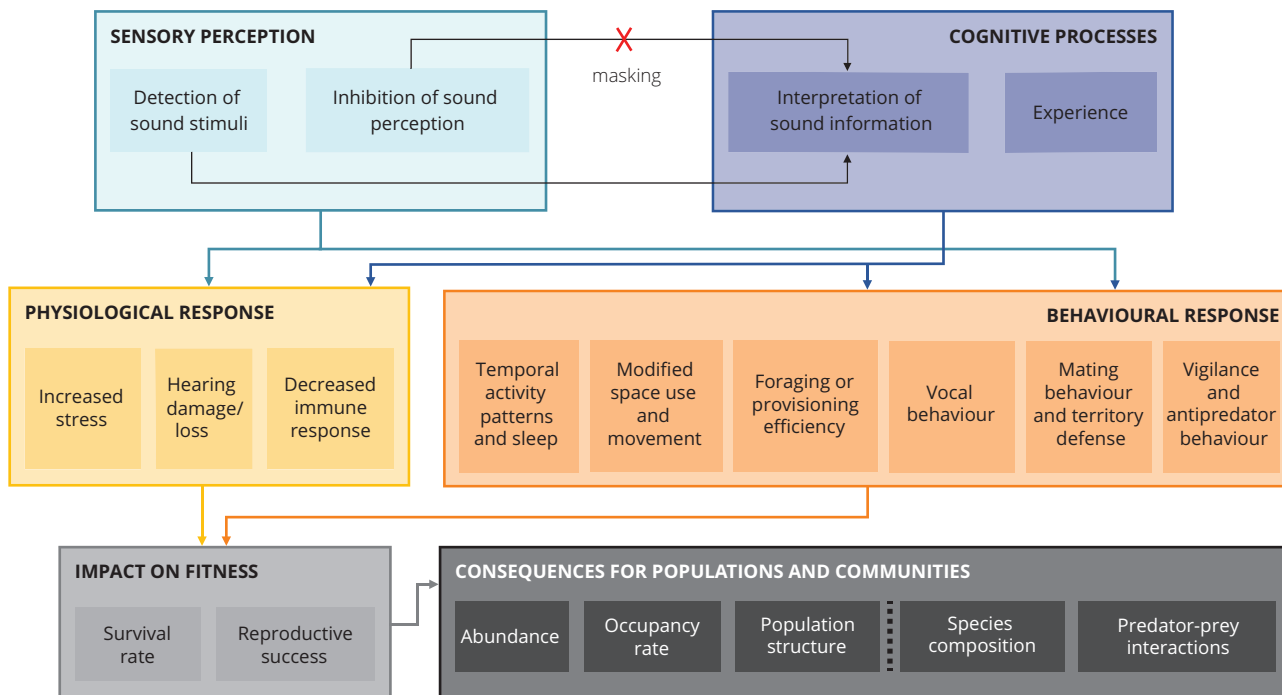 SENSORY PERCEPTION
Detection of
sound stimuli
Inhibition of sound
perception
masking
COGNITIVE PROCESSES
Interpretation of
sound information
Experience
PHYSIOLOGICAL RESPONSE
Increased
stress
Hearing
damage/
loss
Decreased
immune
response
BEHAVIOURAL RESPONSE
Temporal
activity
patterns
and sleep
Modified
space use
and
movement
Foraging or
provisioning
efficiency
Vocal
behaviour
Mating
behaviour
and territory
defense
Vigilance
and
antipredator
behaviour
IMPACT ON FITNESS
Survival
rate
Reproductive
success
CONSEQUENCES FOR POPULATIONS AND COMMUNITIES
Abundance
Occupancy
rate
Population
structure
Species
composition
Predator-prey
interactions